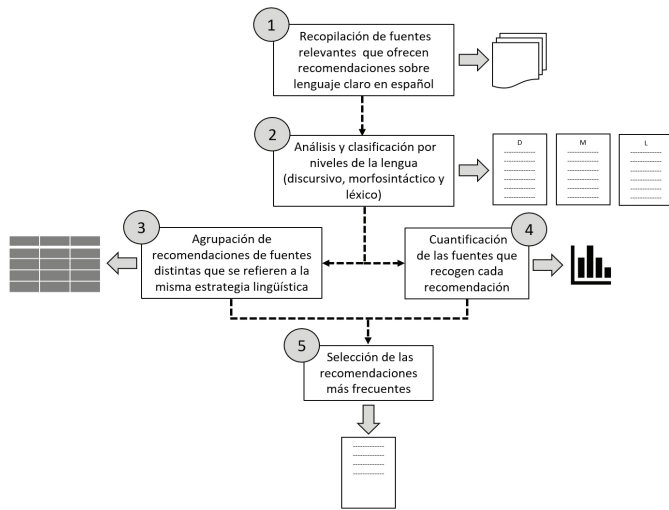 1
Recopilación de fuentes
relevantes que ofrecen
recomendaciones sobre
lenguaje claro en español
2
Análisis y clasificación por
niveles de la lengua
(discursivo, morfosintáctico y
léxico)
D
M
L
3
Agrupación de
recomendaciones de fuentes
distintas que se refieren a la
misma estrategia lingüística
4
Cuantificación
de las fuentes que
recogen cada
recomendación
5
Selección de las
recomendaciones
más frecuentes